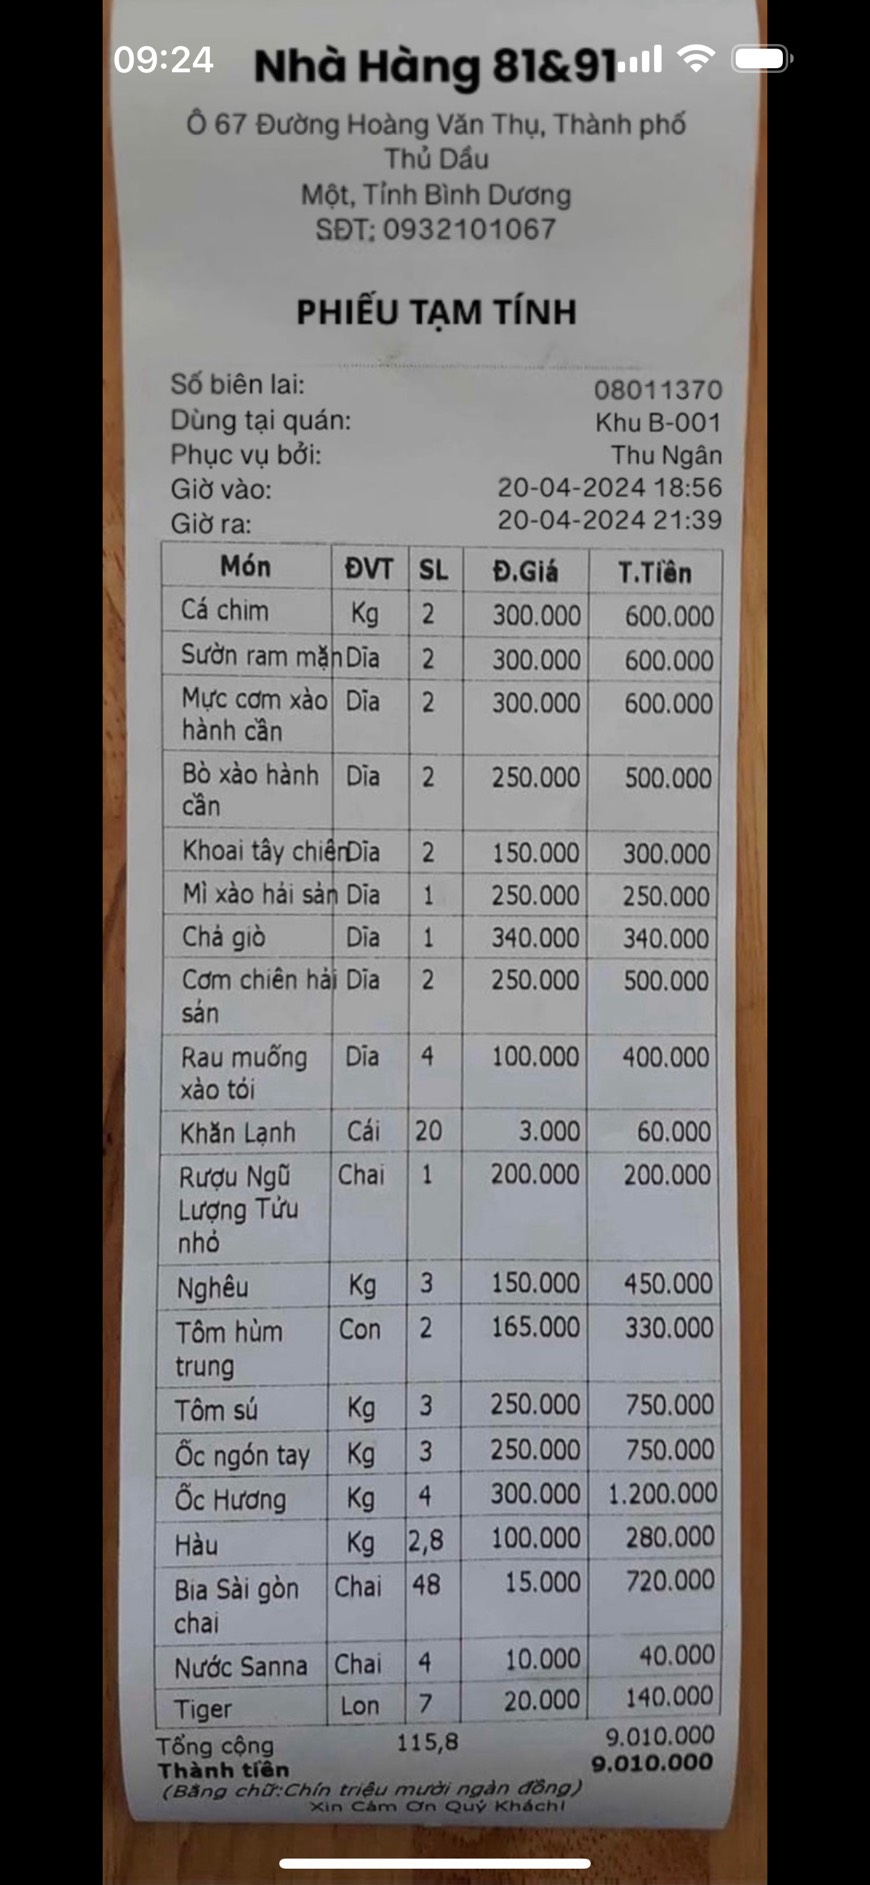 09:24
Nhà Hàng 81&91
Ô 67 Đường Hoàng Văn Thụ, Thành phố
Thủ Dầu
Một, Tỉnh Bình Dương
SĐT: 0932101067
PHIẾU TẠM TÍNH
Số biên lai: 08011370
Dùng tại quán: Khu B-001
Phục vụ bởi: Thu Ngân
Giờ vào: 20-04-2024 18:56
Giờ ra: 20-04-2024 21:39
Món ĐVT SL Đ.Giá T.Tiền
Cá chim Kg 2 300.000 600.000
Sườn ram mặn Dĩa 2 300.000 600.000
Mực cơm xào Dĩa 2 300.000 600.000
hành cần
Bò xào hành Dĩa 2 250.000 500.000
cần
Khoai tây chiên Dĩa 2 150.000 300.000
Mì xào hải sản Dĩa 1 250.000 250.000
Chả giò Dĩa 1 340.000 340.000
Cơm chiên hải Dĩa 2 250.000 500.000
sản
Rau muống Dĩa 4 100.000 400.000
xào tỏi
Khăn Lạnh Cái 20 3.000 60.000
Rượu Ngũ Chai 1 200.000 200.000
Lượng Tửu
nhỏ
Nghêu Kg 3 150.000 450.000
Tôm hùm Con 2 165.000 330.000
trung
Tôm sú Kg 3 250.000 750.000
Ốc ngón tay Kg 3 250.000 750.000
Ốc Hương Kg 4 300.000 1.200.000
Hàu Kg 2,8 100.000 280.000
Bia Sài gòn Chai 48 15.000 720.000
chai
Nước Sanna Chai 4 10.000 40.000
Tiger Lon 7 20.000 140.000
Tổng cộng 115,8 9.010.000
Thành tiền 9.010.000
(Bằng chữ:Chín triệu mười ngàn đồng)
Xin Cảm Ơn Quý Khách!